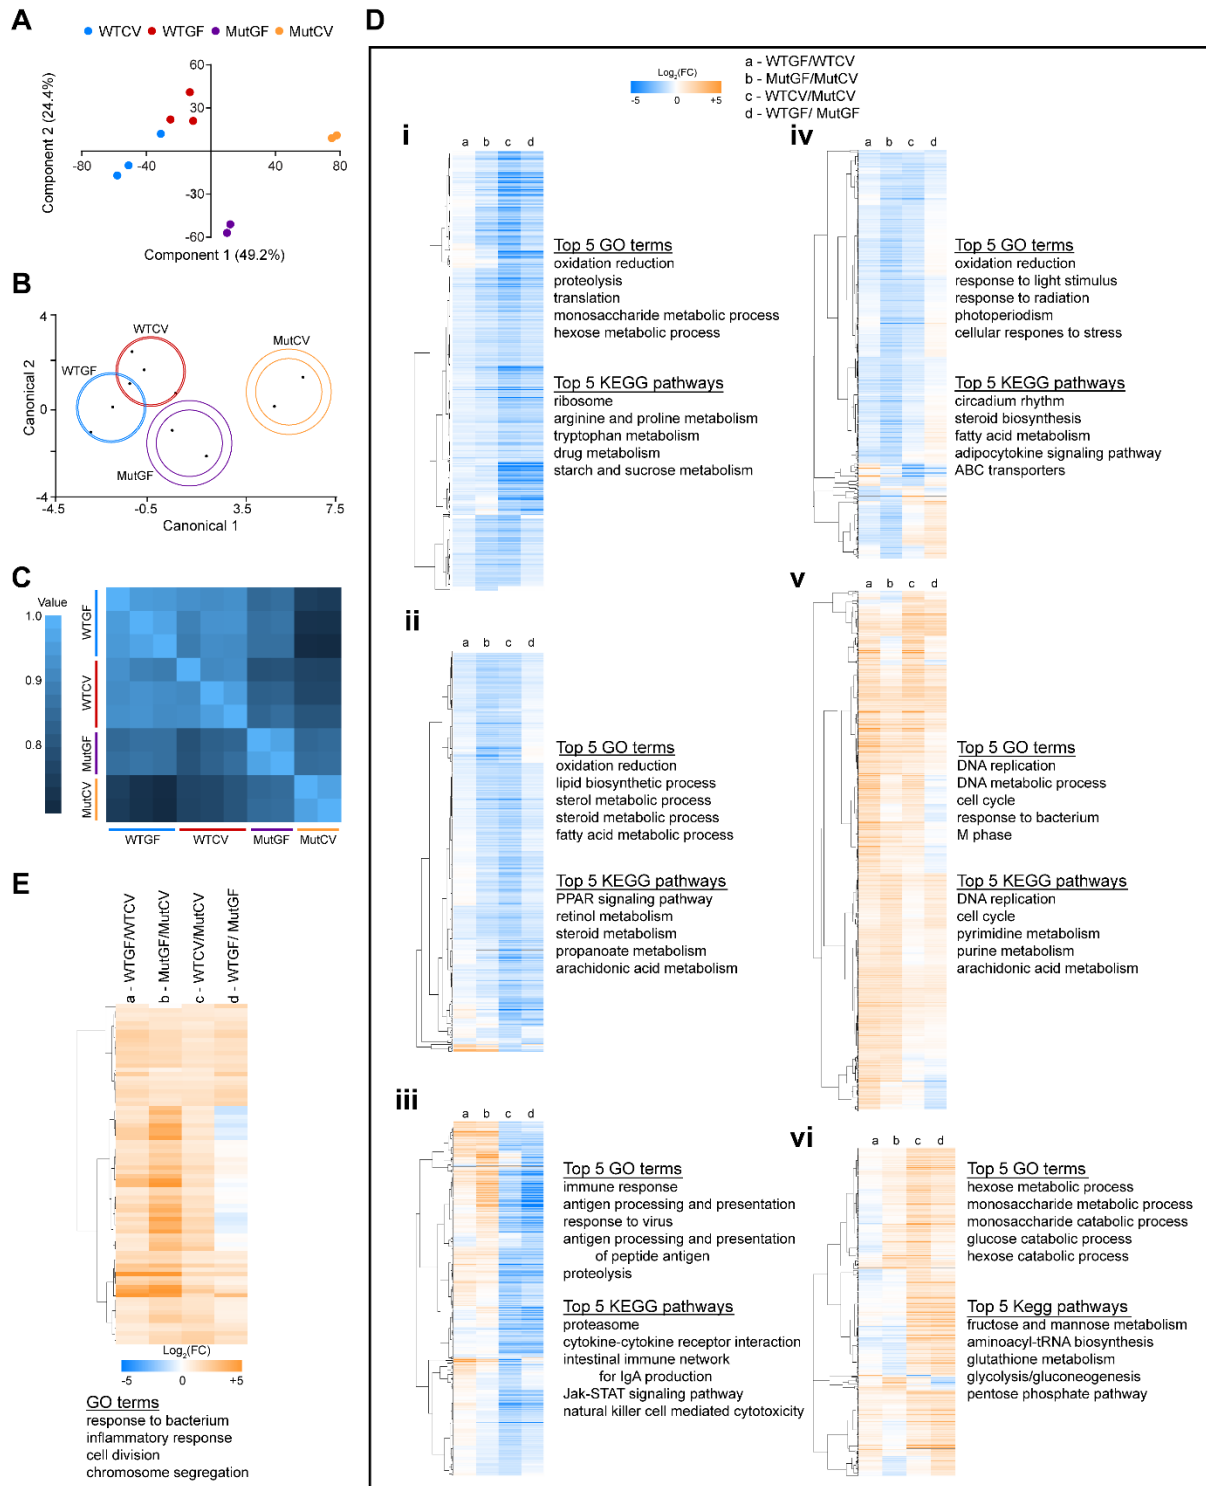 A
WTCV WTGF MutGF MutCV
Component 2 (24.4%)
60
30
-80 -40 40 80
-30
-60
Component 1 (49.2%)
B
4
2
0
-2
-4
Canonical 2
WTCV
WTGF
MutCV
MutGF
-4.5 -0.5 3.5 7.5
Canonical 1
C
Value
1.0
0.9
0.8
WTGF
WTCV
MutGF
MutCV
WTGF WTCV MutGF MutCV
E
a - WTGF/WTCV
b - MutGF/MutCV
c - WTCV/MutCV
d - WTGF/ MutGF
Log2(FC)
-5 0 +5
GO terms
response to bacterium
inflammatory response
cell division
chromosome segregation
D
Log2(FC)
-5 0 +5
a - WTGF/WTCV
b - MutGF/MutCV
c - WTCV/MutCV
d - WTGF/ MutGF
i
a b c d
Top 5 GO terms
oxidation reduction
proteolysis
translation
monosaccharide metabolic process
hexose metabolic process
Top 5 KEGG pathways
ribosome
arginine and proline metabolism
tryptophan metabolism
drug metabolism
starch and sucrose metabolism
ii
a b c d
Top 5 GO terms
oxidation reduction
lipid biosynthetic process
sterol metabolic process
steroid metabolic process
fatty acid metabolic process
Top 5 KEGG pathways
PPAR signaling pathway
retinol metabolism
steroid metabolism
propanoate metabolism
arachidonic acid metabolism
iii
a b c d
Top 5 GO terms
immune response
antigen processing and presentation
response to virus
antigen processing and presentation
of peptide antigen
proteolysis
Top 5 KEGG pathways
proteasome
cytokine-cytokine receptor interaction
intestinal immune network
for IgA production
Jak-STAT signaling pathway
natural killer cell mediated cytotoxicity
iv
a b c d
Top 5 GO terms
oxidation reduction
response to light stimulus
response to radiation
photoperiodism
cellular respones to stress
Top 5 KEGG pathways
circadium rhythm
steroid biosynthesis
fatty acid metabolism
adipocytokine signaling pathway
ABC transporters
v
a b c d
Top 5 GO terms
DNA replication
DNA metabolic process
cell cycle
response to bacterium
M phase
Top 5 KEGG pathways
DNA replication
cell cycle
pyrimidine metabolism
purine metabolism
arachidonic acid metabolism
vi
a b c d
Top 5 GO terms
hexose metabolic process
monosaccharide metabolic process
monosaccharide catabolic process
glucose catabolic process
hexose catabolic process
Top 5 Kegg pathways
fructose and mannose metabolism
aminoacyl-tRNA biosynthesis
glutathione metabolism
glycolysis/gluconeogenesis
pentose phosphate pathway